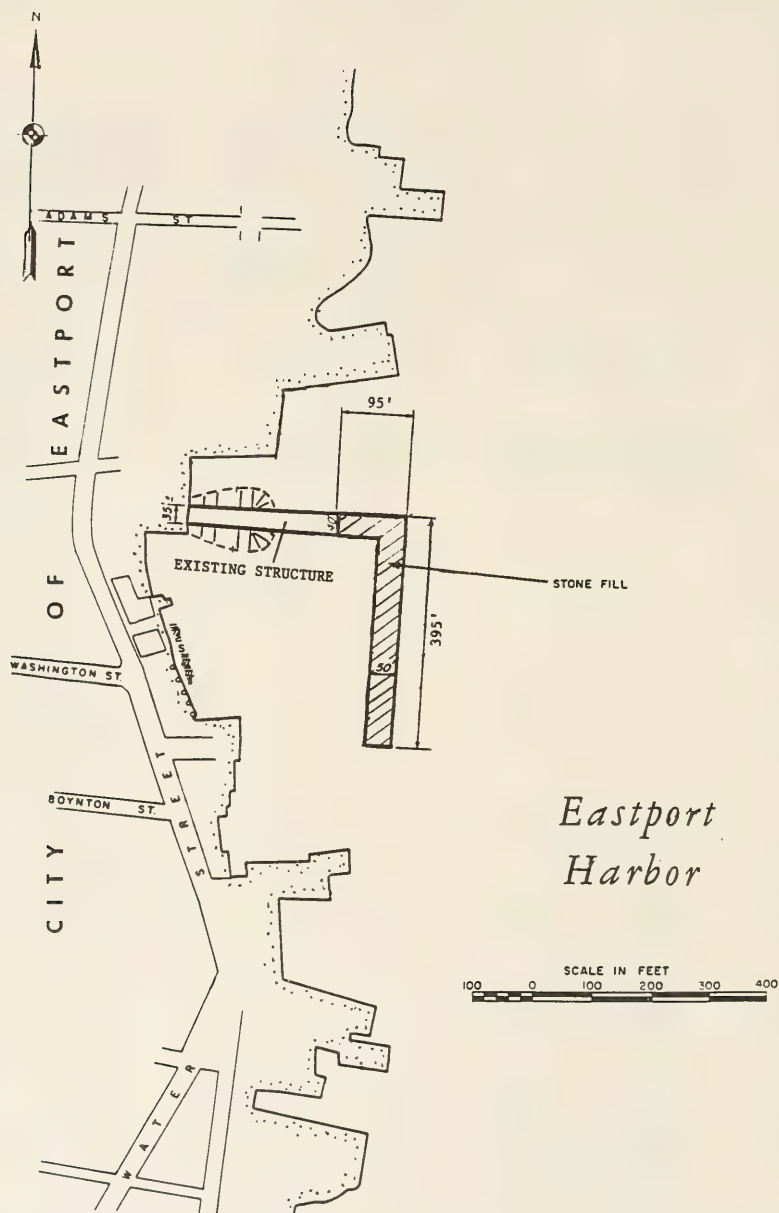 N
ADAMS ST
CITY OF EASTPORT
95'
35'±
40'
EXISTING STRUCTURE
STONE FILL
395'
50'
WASHINGTON ST.
BOYNTON ST.
WATER STREET
Eastport
Harbor
SCALE IN FEET
100 0 100 200 300 400